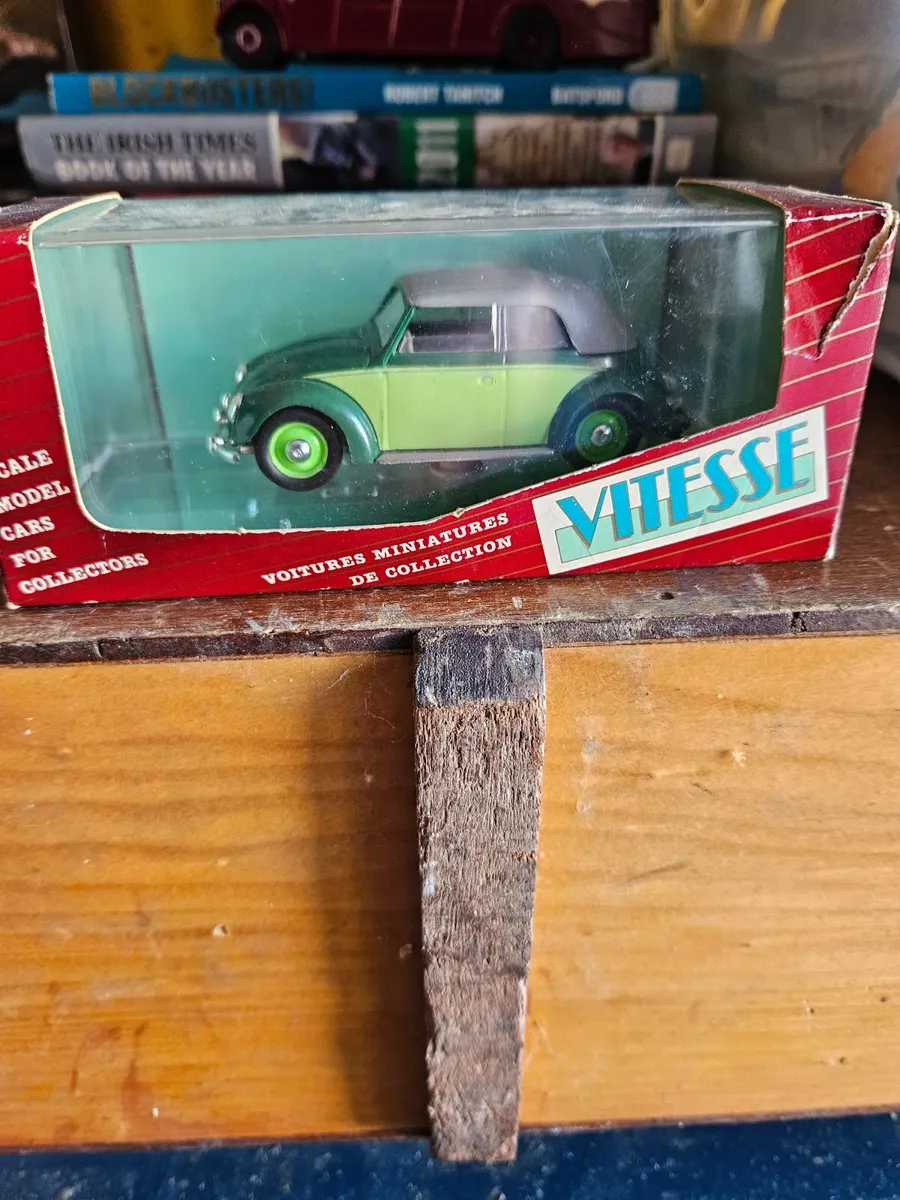 BLOCKBUSTERS! ROBERT TANITCH BATSFORD
THE IRISH TIMES
BOOK OF THE YEAR
2011
CALE
MODEL
CARS
FOR
COLLECTORS
VOITURES MINIATURES
DE COLLECTION
VITESSE